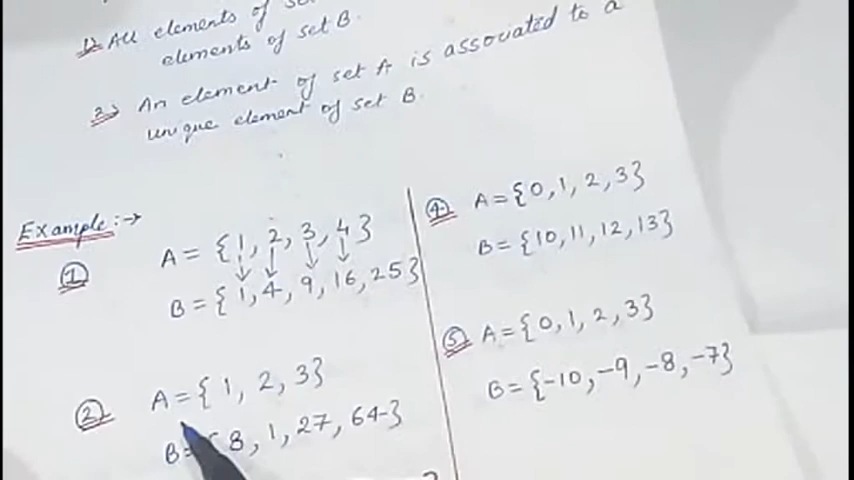 1) All elements of
elements of set B.
2) An element of set A is associated to a
unique element of set B.
Example:→
① A = {1, 2, 3, 4}
B = {1, 4, 9, 16, 25}
② A = {1, 2, 3}
B = { 8, 1, 27, 64}
④ A = {0, 1, 2, 3}
B = {10, 11, 12, 13}
⑤ A = {0, 1, 2, 3}
B = {-10, -9, -8, -7}